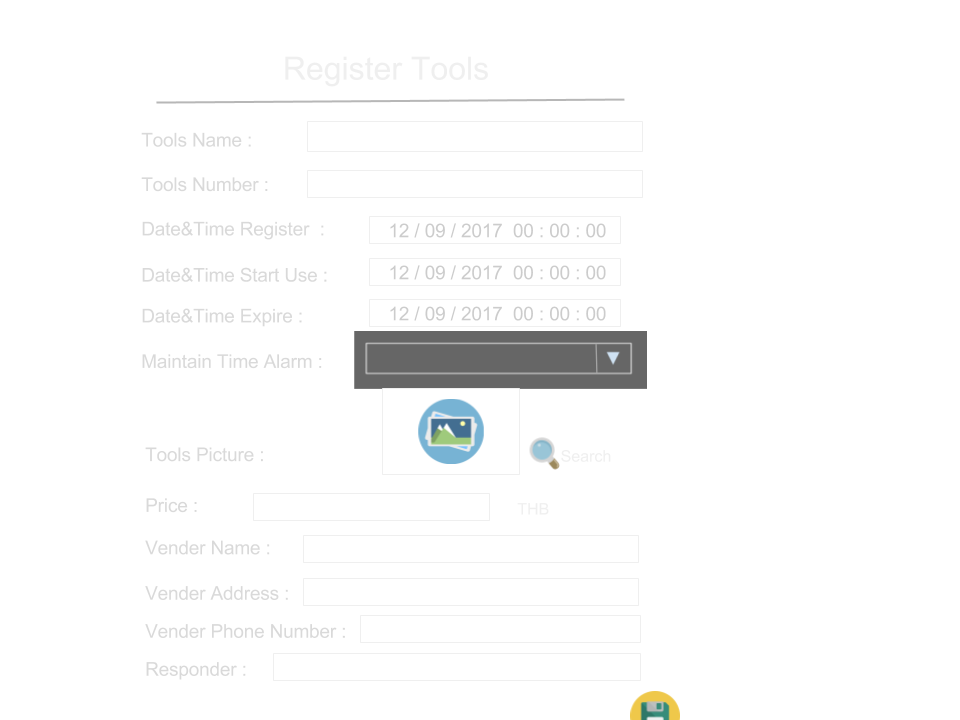 Register Tools
Tools Name :
Tools Number :
Date&Time Register : 12 / 09 / 2017 00 : 00 : 00
Date&Time Start Use : 12 / 09 / 2017 00 : 00 : 00
Date&Time Expire : 12 / 09 / 2017 00 : 00 : 00
Maintain Time Alarm :
Tools Picture : Search
Price : THB
Vender Name :
Vender Address :
Vender Phone Number :
Responder :